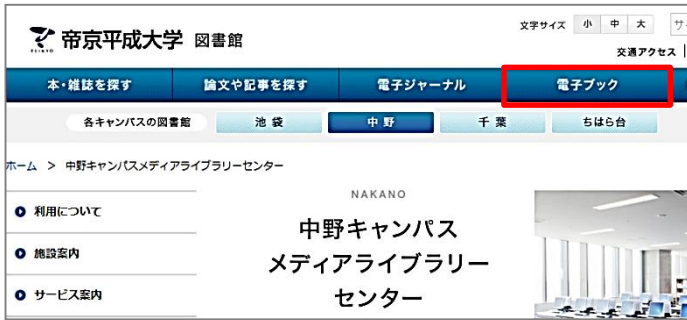 文字サイズ 小 中 大 サ
TEIKYO 帝京平成大学 図書館
交通アクセス
本・雑誌を探す 論文や記事を探す 電子ジャーナル 電子ブック
各キャンパスの図書館 池袋 中野 千葉 ちはら台
ホーム > 中野キャンパスメディアライブラリーセンター
利用について
施設案内
サービス案内
NAKANO
中野キャンパス
メディアライブラリー
センター